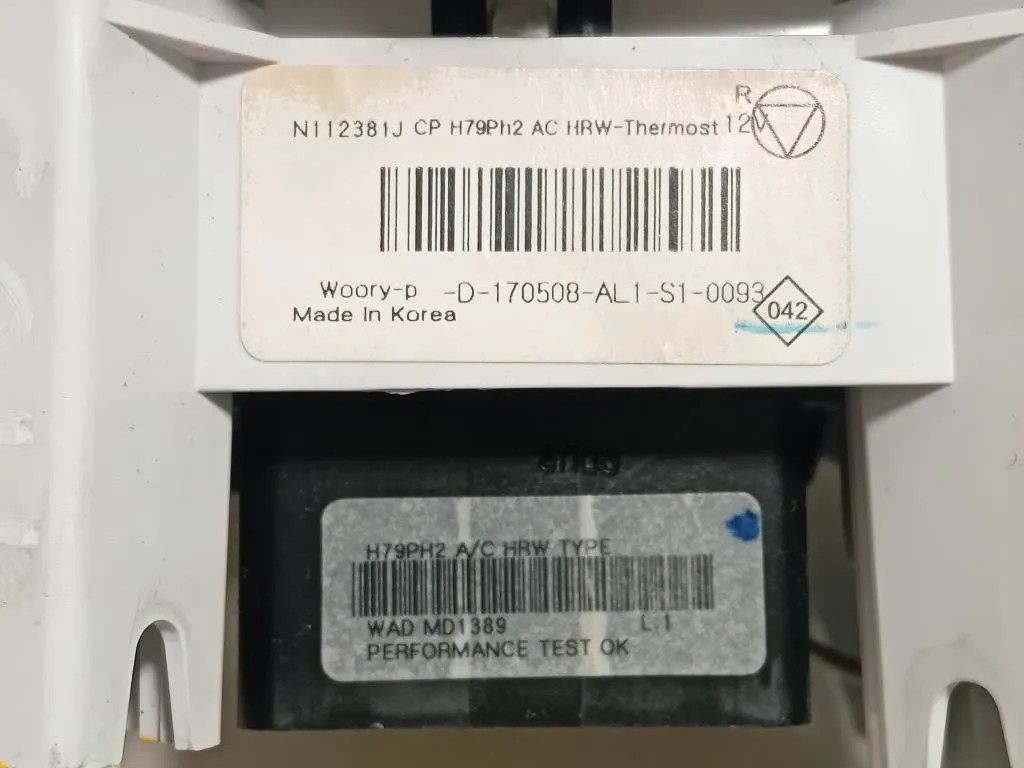 R
N112381J CP H79Ph2 AC HRW-Thermost 12V
Woory-p -D-170508-AL1-S1-0093
Made In Korea
042
H79PH2 A/C HRW TYPE
WAD MD1389 L.1
PERFORMANCE TEST OK